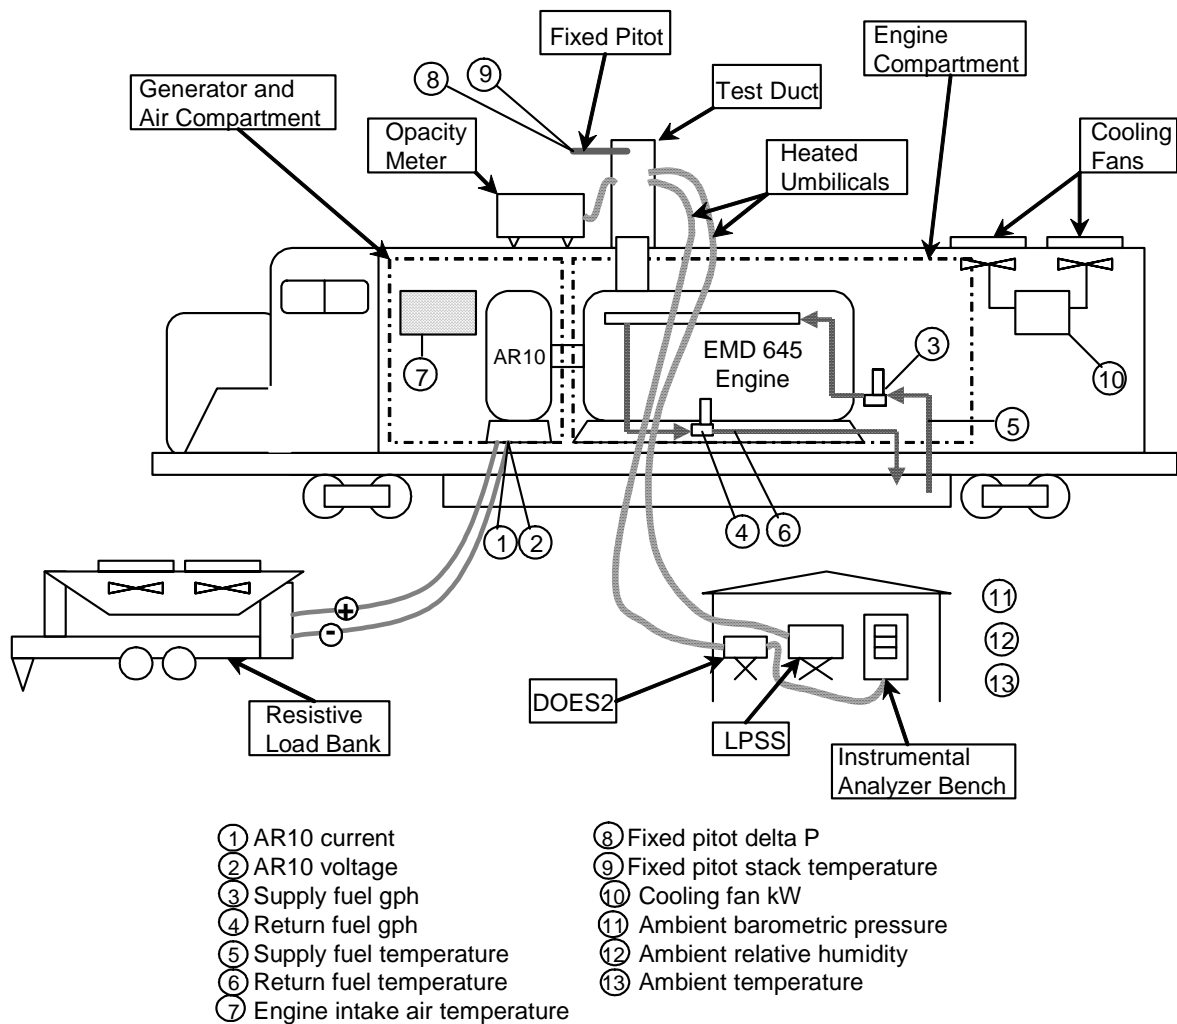 Fixed Pitot
Engine
Compartment
9
8
Generator and
Air Compartment
Test Duct
Opacity
Meter
Heated
Umbilicals
Cooling
Fans
AR10
EMD 645
Engine
3
7
10
5
1
2
4
6
+
-
11
12
13
DOES2
LPSS
Resistive
Load Bank
Instrumental
Analyzer Bench
1 AR10 current
2 AR10 voltage
3 Supply fuel gph
4 Return fuel gph
5 Supply fuel temperature
6 Return fuel temperature
7 Engine intake air temperature
8 Fixed pitot delta P
9 Fixed pitot stack temperature
10 Cooling fan kW
11 Ambient barometric pressure
12 Ambient relative humidity
13 Ambient temperature